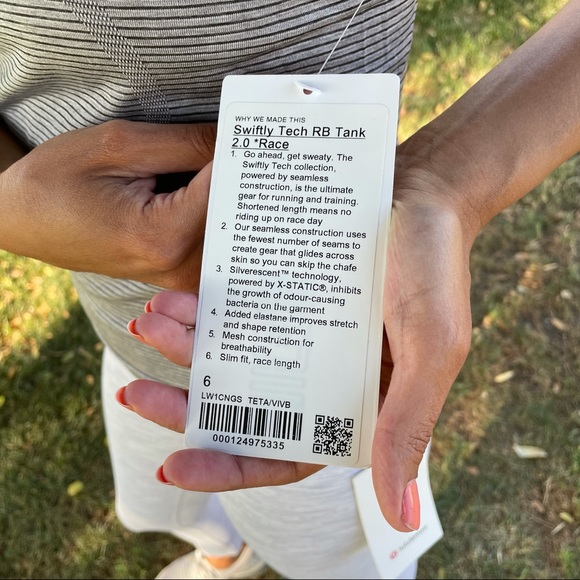 WHY WE MADE THIS
Swiftly Tech RB Tank
2.0 *Race
1. Go ahead, get sweaty. The
Swiftly Tech collection,
powered by seamless
construction, is the ultimate
gear for running and training.
Shortened length means no
riding up on race day
2. Our seamless construction uses
the fewest number of seams to
create gear that glides across
skin so you can skip the chafe
3. Silverescent™ technology,
powered by X-STATIC®, inhibits
the growth of odour-causing
bacteria on the garment
4. Added elastane improves stretch
and shape retention
5. Mesh construction for
breathability
6. Slim fit, race length
6
LW1CNGS TETA/VIVB
000124975335